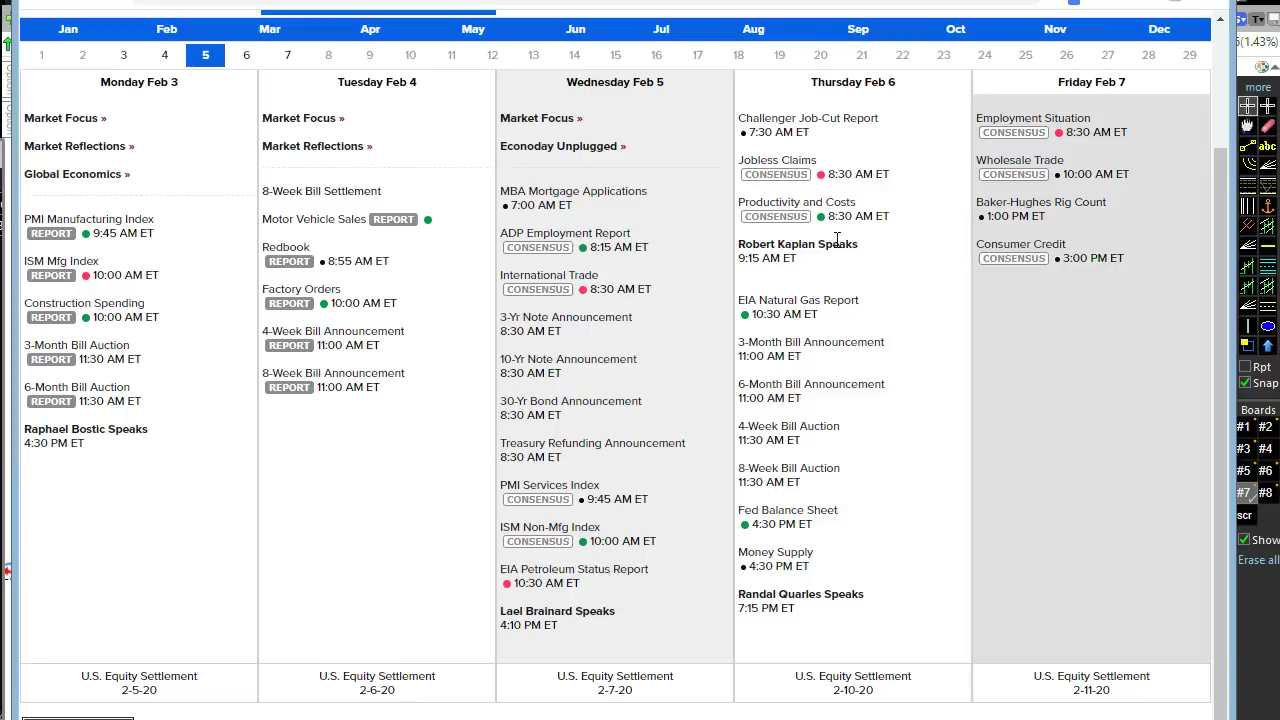 Jan Feb Mar Apr May Jun Jul Aug Sep Oct Nov Dec
1 2 3 4 5 6 7 8 9 10 11 12 13 14 15 16 17 18 19 20 21 22 23 24 25 26 27 28 29
Monday Feb 3
Market Focus »
Market Reflections »
Global Economics »
PMI Manufacturing Index
REPORT 9:45 AM ET
ISM Mfg Index
REPORT 10:00 AM ET
Construction Spending
REPORT 10:00 AM ET
3-Month Bill Auction
REPORT 11:30 AM ET
6-Month Bill Auction
REPORT 11:30 AM ET
Raphael Bostic Speaks
4:30 PM ET
U.S. Equity Settlement
2-5-20
Tuesday Feb 4
Market Focus »
Market Reflections »
8-Week Bill Settlement
Motor Vehicle Sales REPORT
Redbook
REPORT 8:55 AM ET
Factory Orders
REPORT 10:00 AM ET
4-Week Bill Announcement
REPORT 11:00 AM ET
8-Week Bill Announcement
REPORT 11:00 AM ET
U.S. Equity Settlement
2-6-20
Wednesday Feb 5
Market Focus »
Econoday Unplugged »
MBA Mortgage Applications
7:00 AM ET
ADP Employment Report
CONSENSUS 8:15 AM ET
International Trade
CONSENSUS 8:30 AM ET
3-Yr Note Announcement
8:30 AM ET
10-Yr Note Announcement
8:30 AM ET
30-Yr Bond Announcement
8:30 AM ET
Treasury Refunding Announcement
8:30 AM ET
PMI Services Index
CONSENSUS 9:45 AM ET
ISM Non-Mfg Index
CONSENSUS 10:00 AM ET
EIA Petroleum Status Report
10:30 AM ET
Lael Brainard Speaks
4:10 PM ET
U.S. Equity Settlement
2-7-20
Thursday Feb 6
Challenger Job-Cut Report
7:30 AM ET
Jobless Claims
CONSENSUS 8:30 AM ET
Productivity and Costs
CONSENSUS 8:30 AM ET
Robert Kaplan Speaks
9:15 AM ET
EIA Natural Gas Report
10:30 AM ET
3-Month Bill Announcement
11:00 AM ET
6-Month Bill Announcement
11:00 AM ET
4-Week Bill Auction
11:30 AM ET
8-Week Bill Auction
11:30 AM ET
Fed Balance Sheet
4:30 PM ET
Money Supply
4:30 PM ET
Randal Quarles Speaks
7:15 PM ET
U.S. Equity Settlement
2-10-20
Friday Feb 7
Employment Situation
CONSENSUS 8:30 AM ET
Wholesale Trade
CONSENSUS 10:00 AM ET
Baker-Hughes Rig Count
1:00 PM ET
Consumer Credit
CONSENSUS 3:00 PM ET
U.S. Equity Settlement
2-11-20
(1.43%)
more
abc
Rpt
Snap
Boards
#1 #2
#3 #4
#5 #6
#7 #8
scr
Show
Erase all